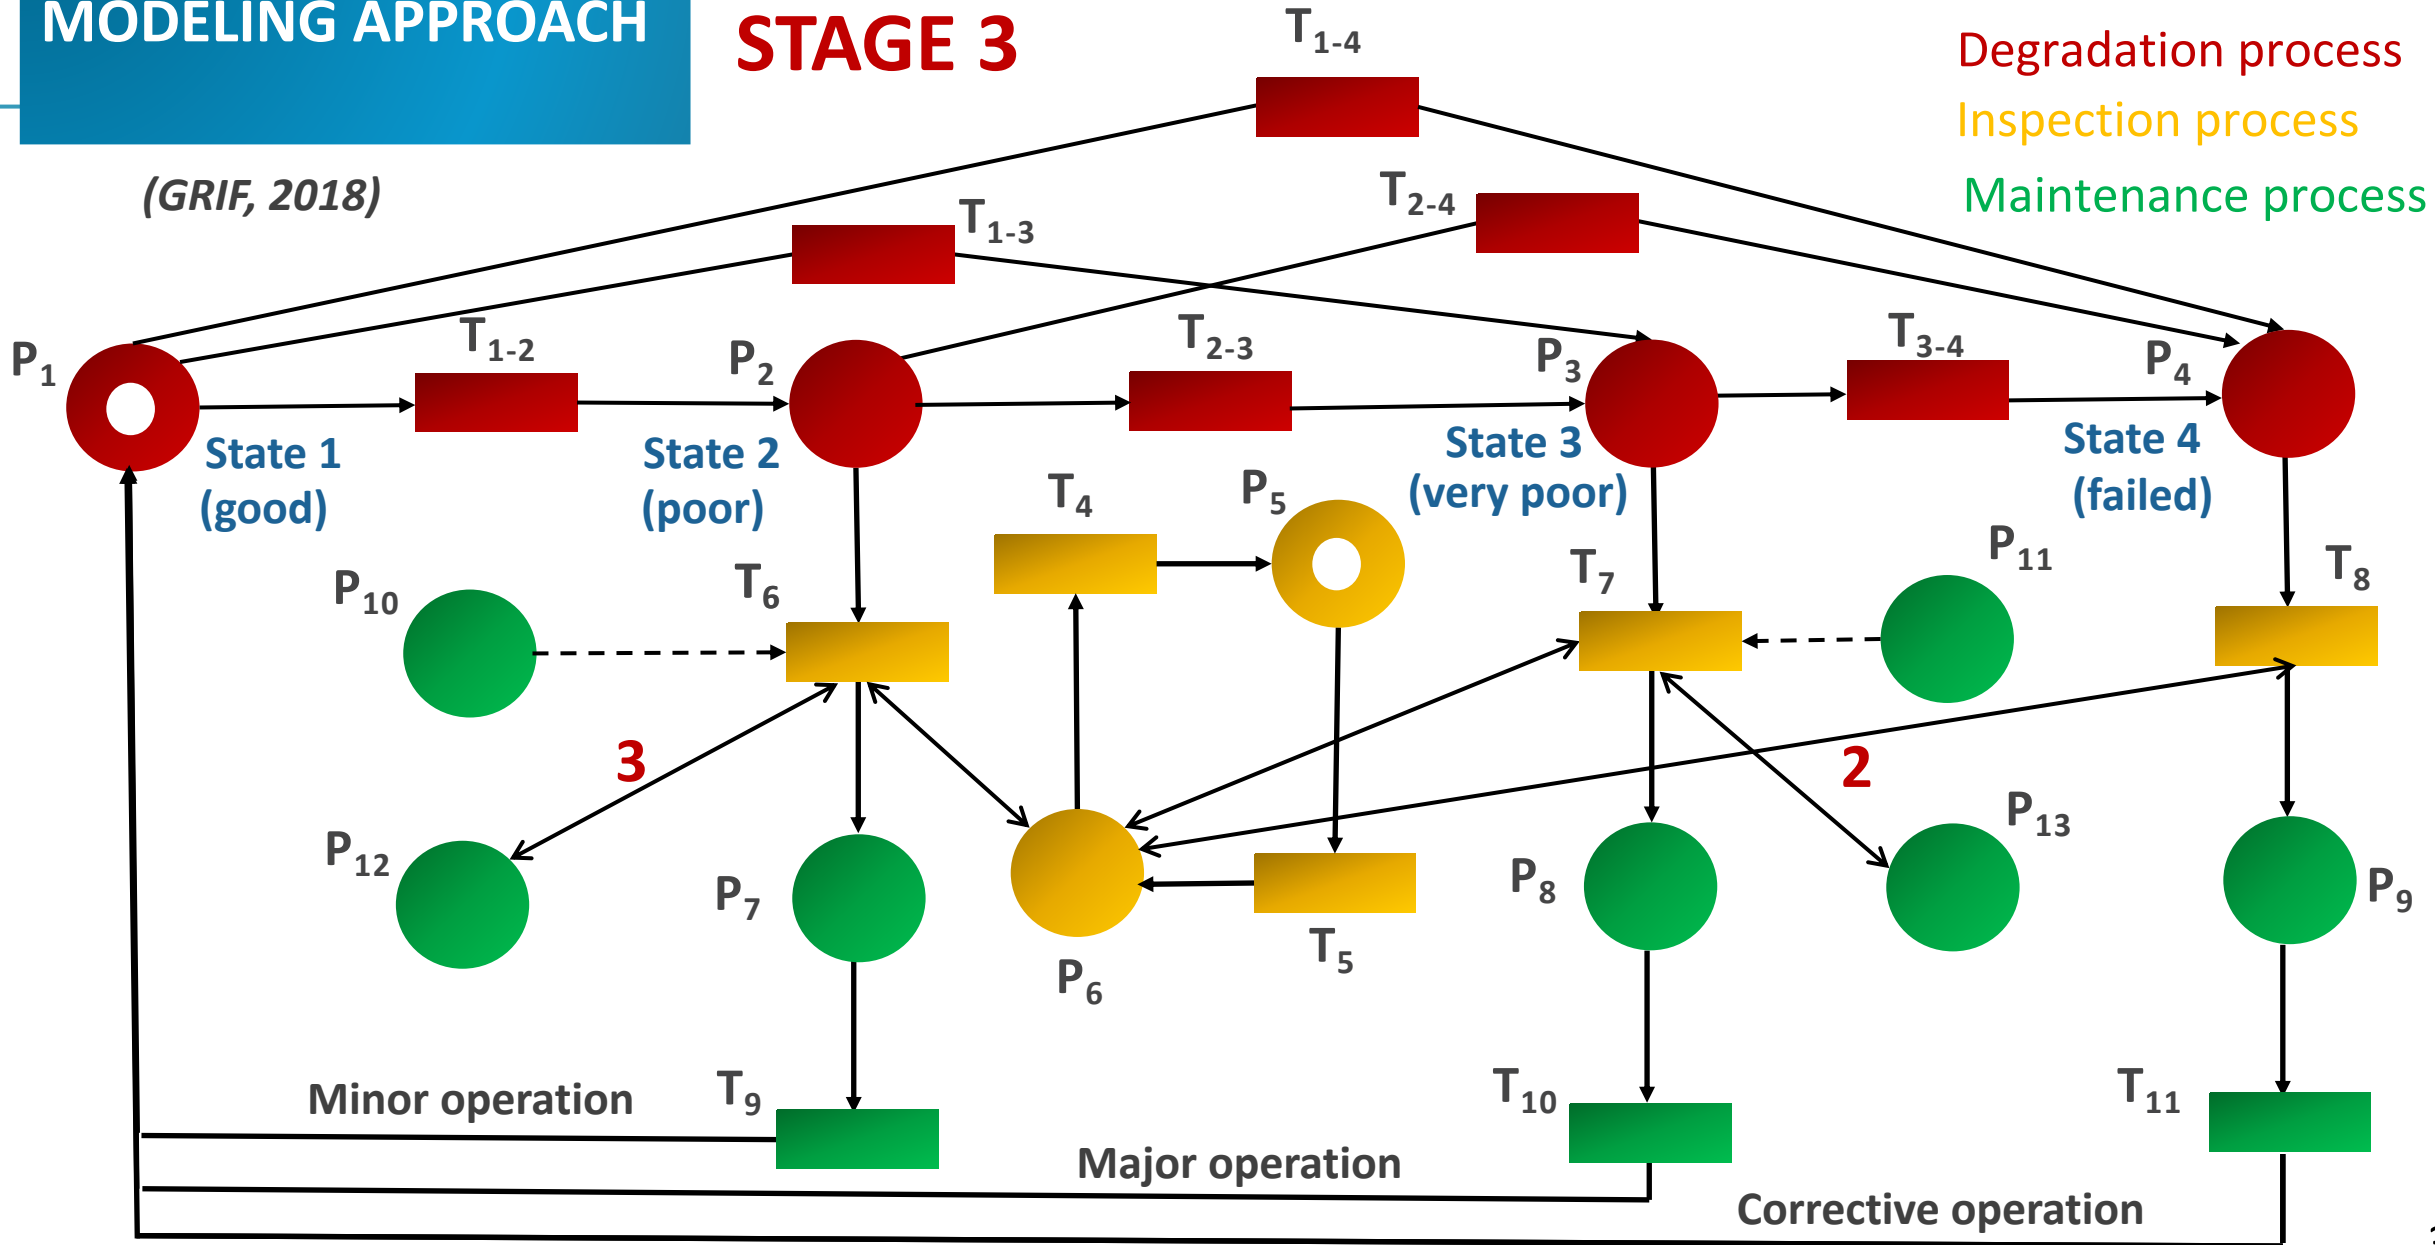 MODELING APPROACH
STAGE 3
T1-4
Degradation process
Inspection process
Maintenance process
(GRIF, 2018)
T1-3
T2-4
P1
T1-2
P2
T2-3
P3
T3-4
P4
State 1
(good)
State 2
(poor)
State 3
(very poor)
State 4
(failed)
T4
P5
P10
T6
T7
P11
T8
3
2
P12
P7
P6
T5
P8
P13
P9
Minor operation
T9
T10
T11
Major operation
Corrective operation